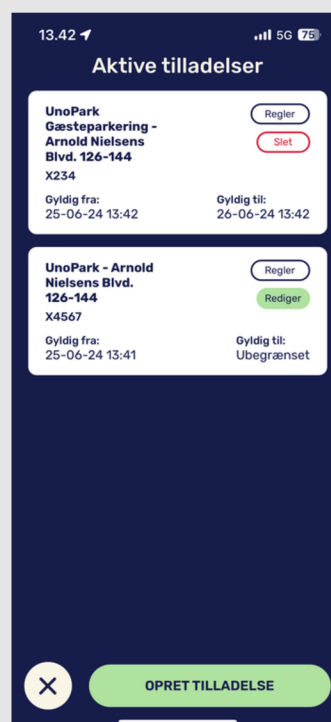 13.42 5G 75
Aktive tilladelser
UnoPark
Gæsteparkering -
Arnold Nielsens
Blvd. 126-144
Regler
Slet
X234
Gyldig fra: Gyldig til:
25-06-24 13:42 26-06-24 13:42
UnoPark - Arnold
Nielsens Blvd.
126-144
Regler
Rediger
X4567
Gyldig fra: Gyldig til:
25-06-24 13:41 Ubegrænset
OPRET TILLADELSE